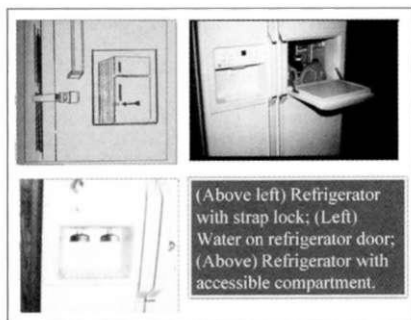 (Above left) Refrigerator
with strap lock; (Left)
Water on refrigerator door;
(Above) Refrigerator with
accessible compartment.